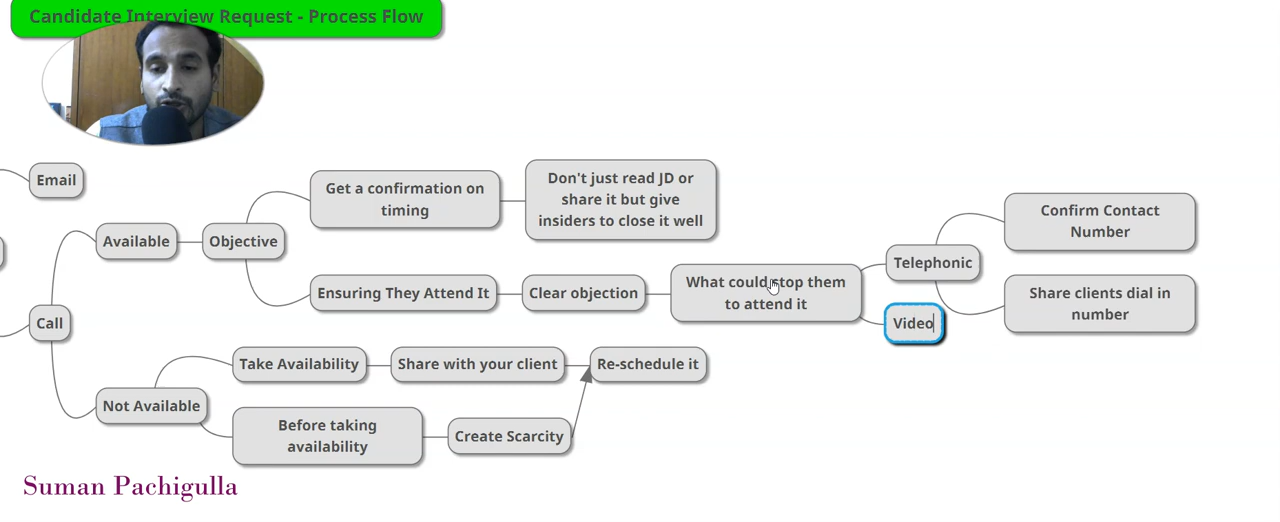 Candidate Interview Request - Process Flow
Email
Call
Available
Objective
Get a confirmation on
timing
Don't just read JD or
share it but give
insiders to close it well
Ensuring They Attend It
Clear objection
What could stop them
to attend it
Telephonic
Confirm Contact
Number
Share clients dial in
number
Video
Not Available
Take Availability
Share with your client
Re-schedule it
Before taking
availability
Create Scarcity
Suman Pachigulla